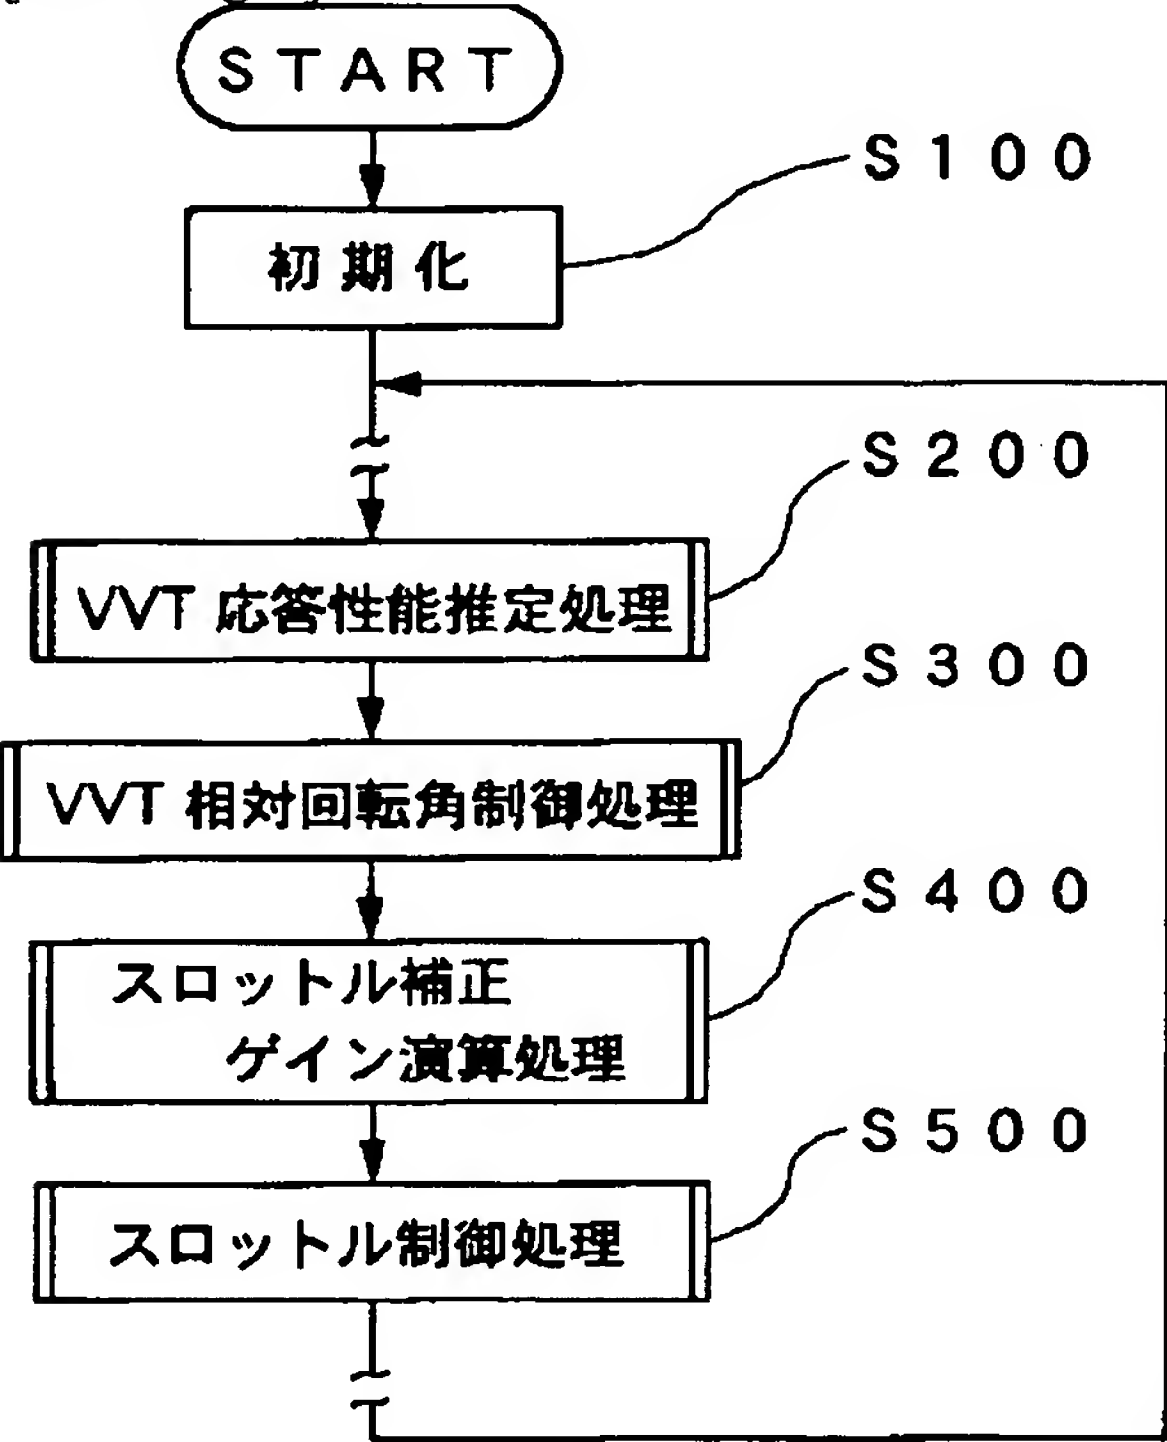 START
S100
初期化
S200
VVT 応答性能推定処理
S300
VVT 相対回転角制御処理
S400
スロットル補正
ゲイン演算処理
S500
スロットル制御処理